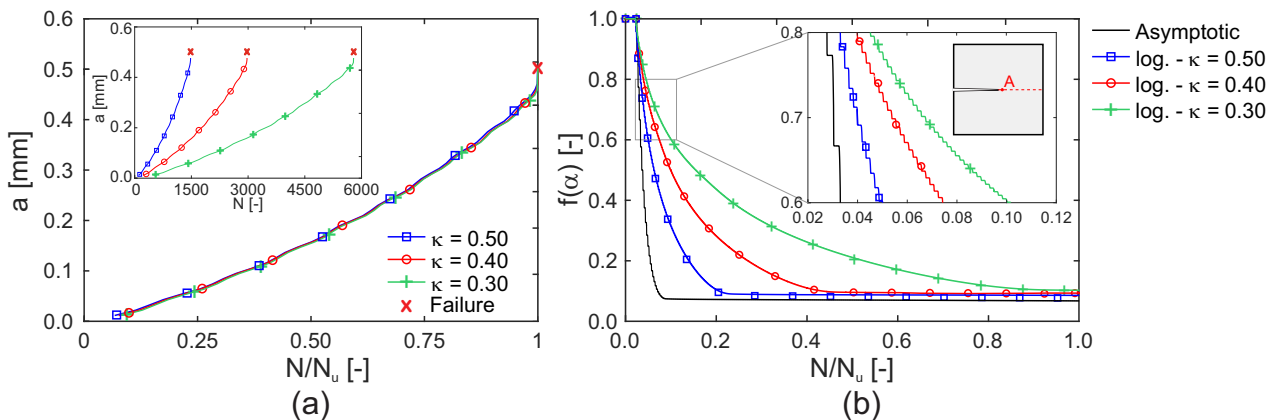 0.6
0.5
0.4
0.3
0.2
0.1
0.0
a [mm]
0
0.25
0.5
0.75
1
N/Nᵤ [-]
(a)
0.6
0.4
0.2
0.0
a [mm]
0
1500
3000
4500
6000
N [-]
κ = 0.50
κ = 0.40
κ = 0.30
Failure
1.0
0.8
0.6
0.4
0.2
0.0
f(α) [-]
0.0
0.2
0.4
0.6
0.8
1.0
N/Nᵤ [-]
(b)
0.8
0.7
0.6
0.02
0.04
0.06
0.08
0.10
0.12
A
Asymptotic
log. - κ = 0.50
log. - κ = 0.40
log. - κ = 0.30